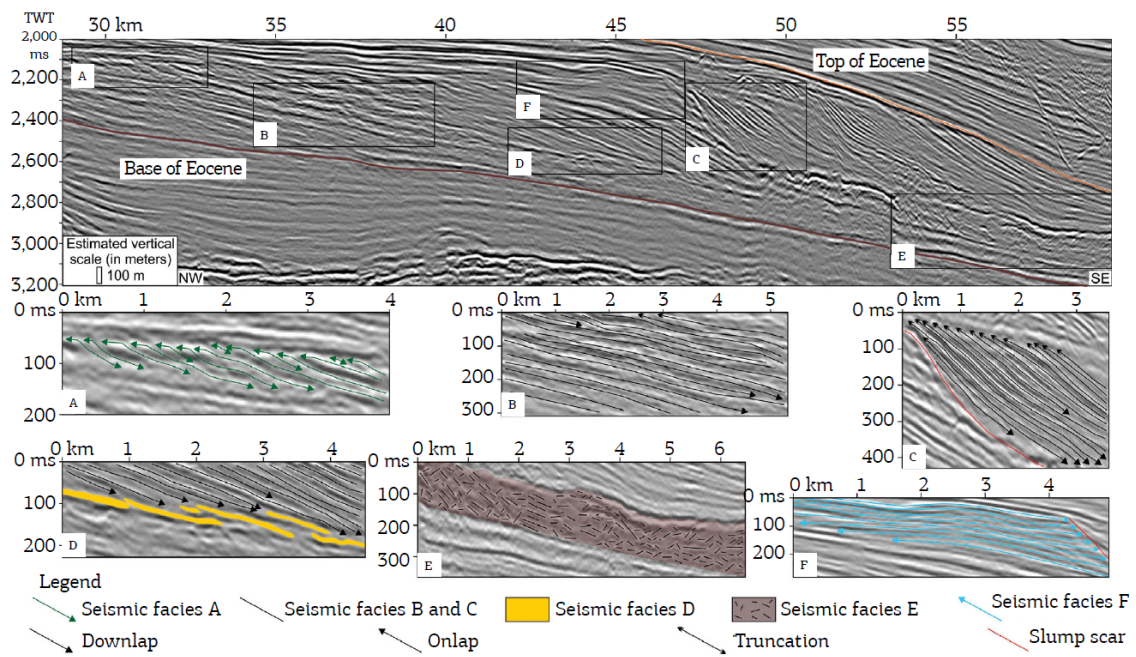 TWT 30 km 35 40 45 50 55
2,000
ms
2,200
2,400
2,600
2,800
3,000
3,200
A
B
F
D
C
E
Top of Eocene
Base of Eocene
Estimated vertical
scale (in meters)
100 m
NW
SE
0 km 1 2 3 4
0 ms
100
200
A
0 km 1 2 3 4 5
0 ms
100
200
300
B
0 km 1 2 3
0 ms
100
200
300
400
C
0 km 1 2 3 4
0 ms
100
200
D
0 km 1 2 3 4 5 6
0 ms
100
200
300
E
0 km 1 2 3 4
0 ms
100
200
F
Legend
Seismic facies A
Seismic facies B and C
Seismic facies D
Seismic facies E
Seismic facies F
Downlap
Onlap
Truncation
Slump scar